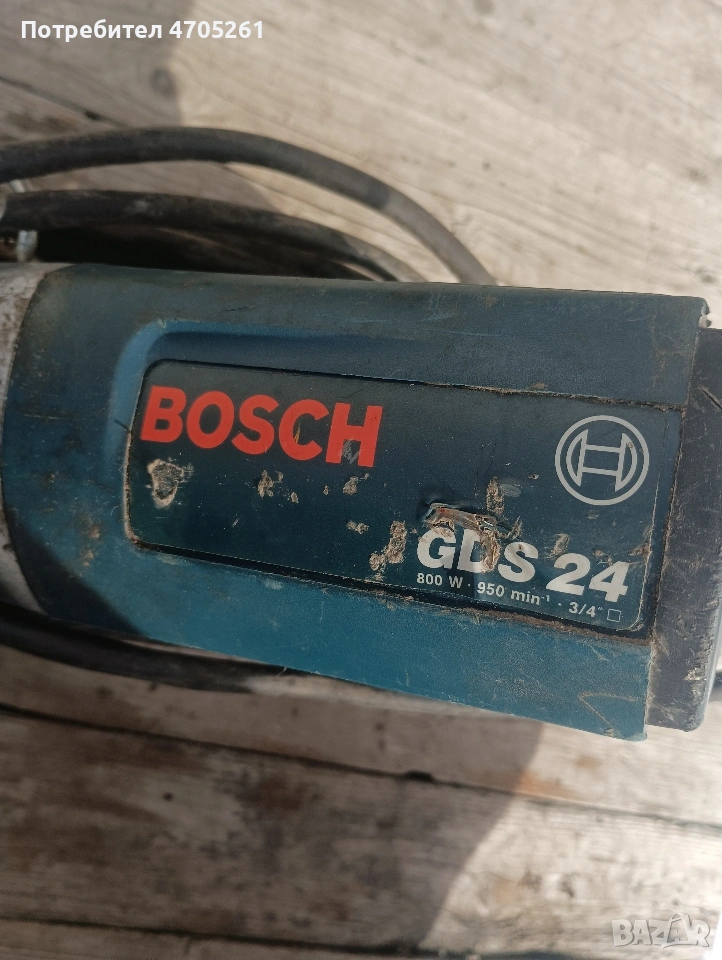 Потребител 4705261
BOSCH
GDS 24
800 W · 950 min⁻¹ · 3/4" □
BAZAR